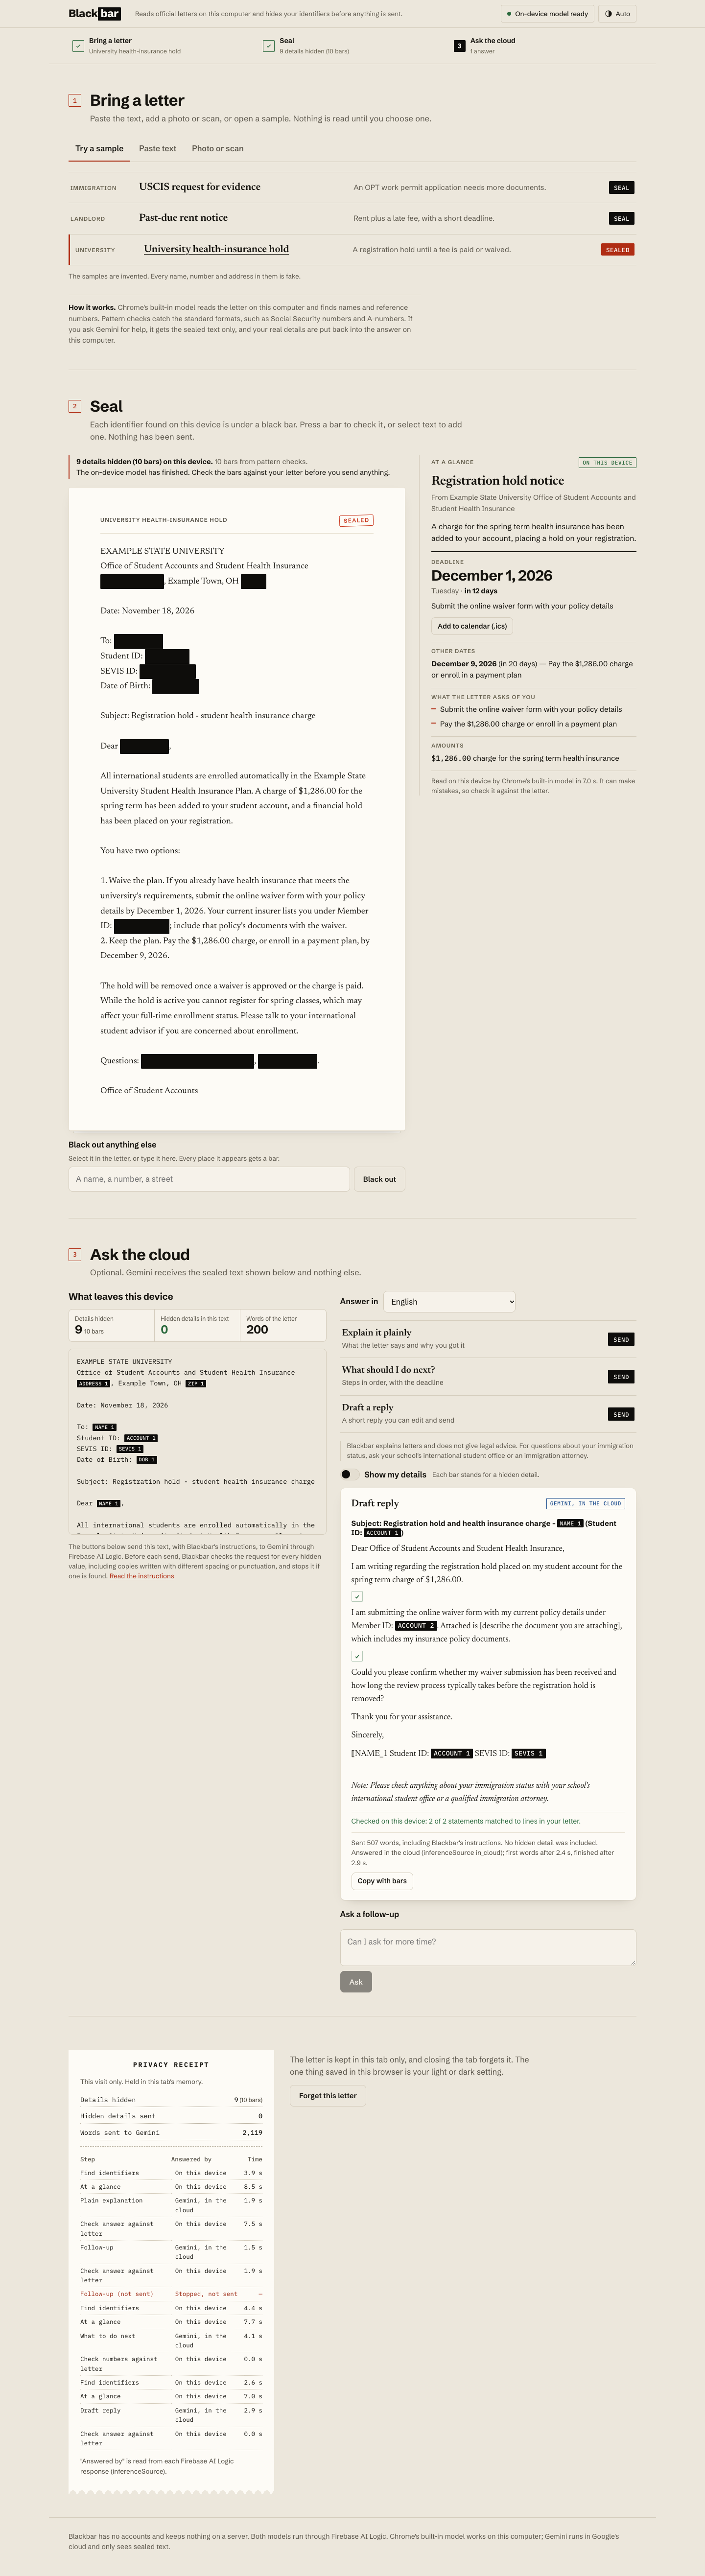 Blackbar
Reads official letters on this computer and hides your identifiers before anything is sent.
On-device model ready
Auto
Bring a letter
University health-insurance hold
Seal
9 details hidden (10 bars)
3
Ask the cloud
1 answer
1
Bring a letter
Paste the text, add a photo or scan, or open a sample. Nothing is read until you choose one.
Try a sample
Paste text
Photo or scan
IMMIGRATION
USCIS request for evidence
An OPT work permit application needs more documents.
SEAL
LANDLORD
Past-due rent notice
Rent plus a late fee, with a short deadline.
SEAL
UNIVERSITY
University health-insurance hold
A registration hold until a fee is paid or waived.
SEALED
The samples are invented. Every name, number and address in them is fake.
How it works. Chrome's built-in model reads the letter on this computer and finds names and reference
numbers. Pattern checks catch the standard formats, such as Social Security numbers and A-numbers. If
you ask Gemini for help, it gets the sealed text only, and your real details are put back into the answer on
this computer.
2
Seal
Each identifier found on this device is under a black bar. Press a bar to check it, or select text to add
one. Nothing has been sent.
9 details hidden (10 bars) on this device. 10 bars from pattern checks.
The on-device model has finished. Check the bars against your letter before you send anything.
UNIVERSITY HEALTH-INSURANCE HOLD
SEALED
EXAMPLE STATE UNIVERSITY
Office of Student Accounts and Student Health Insurance
, Example Town, OH
Date: November 18, 2026
To:
Student ID:
SEVIS ID:
Date of Birth:
Subject: Registration hold - student health insurance charge
Dear ,
All international students are enrolled automatically in the Example State
University Student Health Insurance Plan. A charge of $1,286.00 for the
spring term has been added to your student account, and a financial hold
has been placed on your registration.
You have two options:
1. Waive the plan. If you already have health insurance that meets the
university's requirements, submit the online waiver form with your policy
details by December 1, 2026. Your current insurer lists you under Member
ID: ; include that policy's documents with the waiver.
2. Keep the plan. Pay the $1,286.00 charge, or enroll in a payment plan, by
December 9, 2026.
The hold will be removed once a waiver is approved or the charge is paid.
While the hold is active you cannot register for spring classes, which may
affect your full-time enrollment status. Please talk to your international
student advisor if you are concerned about enrollment.
Questions: , .
Office of Student Accounts
AT A GLANCE
ON THIS DEVICE
Registration hold notice
From Example State University Office of Student Accounts and
Student Health Insurance
A charge for the spring term health insurance has been
added to your account, placing a hold on your registration.
DEADLINE
December 1, 2026
Tuesday · in 12 days
Submit the online waiver form with your policy details
Add to calendar (.ics)
OTHER DATES
December 9, 2026 (in 20 days) — Pay the $1,286.00 charge
or enroll in a payment plan
WHAT THE LETTER ASKS OF YOU
Submit the online waiver form with your policy details
Pay the $1,286.00 charge or enroll in a payment plan
AMOUNTS
$1,286.00 charge for the spring term health insurance
Read on this device by Chrome's built-in model in 7.0 s. It can make
mistakes, so check it against the letter.
Black out anything else
Select it in the letter, or type it here. Every place it appears gets a bar.
A name, a number, a street
Black out
3
Ask the cloud
Optional. Gemini receives the sealed text shown below and nothing else.
What leaves this device
Details hidden
9 10 bars
Hidden details in this text
0
Words of the letter
200
EXAMPLE STATE UNIVERSITY
Office of Student Accounts and Student Health Insurance
ADDRESS 1, Example Town, OH ZIP 1
Date: November 18, 2026
To: NAME 1
Student ID: ACCOUNT 1
SEVIS ID: SEVIS 1
Date of Birth: DOB 1
Subject: Registration hold - student health insurance charge
Dear NAME 1,
All international students are enrolled automatically in the
The buttons below send this text, with Blackbar's instructions, to Gemini through
Firebase AI Logic. Before each send, Blackbar checks the request for every hidden
value, including copies written with different spacing or punctuation, and stops it if
one is found. Read the instructions
Answer in
English
Explain it plainly
What the letter says and why you got it
SEND
What should I do next?
Steps in order, with the deadline
SEND
Draft a reply
A short reply you can edit and send
SEND
Blackbar explains letters and does not give legal advice. For questions about your immigration
status, ask your school's international student office or an immigration attorney.
Show my details
Each bar stands for a hidden detail.
Draft reply
GEMINI, IN THE CLOUD
Subject: Registration hold and health insurance charge - NAME 1 (Student
ID: ACCOUNT 1)
Dear Office of Student Accounts and Student Health Insurance,
I am writing regarding the registration hold placed on my student account for the
spring term charge of $1,286.00.
I am submitting the online waiver form with my current policy details under
Member ID: ACCOUNT 2. Attached is [describe the document you are attaching],
which includes my insurance policy documents.
Could you please confirm whether my waiver submission has been received and
how long the review process typically takes before the registration hold is
removed?
Thank you for your assistance.
Sincerely,
⟦NAME_1 Student ID: ACCOUNT 1 SEVIS ID: SEVIS 1
Note: Please check anything about your immigration status with your school's
international student office or a qualified immigration attorney.
Checked on this device: 2 of 2 statements matched to lines in your letter.
Sent 507 words, including Blackbar's instructions. No hidden detail was included.
Answered in the cloud (inferenceSource in_cloud); first words after 2.4 s, finished after
2.9 s.
Copy with bars
Ask a follow-up
Can I ask for more time?
Ask
PRIVACY RECEIPT
This visit only. Held in this tab's memory.
Details hidden 9 (10 bars)
Hidden details sent 0
Words sent to Gemini 2,119
Step Answered by Time
Find identifiers On this device 3.9 s
At a glance On this device 8.5 s
Plain explanation Gemini, in the 1.9 s
cloud
Check answer against On this device 7.5 s
letter
Follow-up Gemini, in the 1.5 s
cloud
Check answer against On this device 1.9 s
letter
Follow-up (not sent) Stopped, not sent —
Find identifiers On this device 4.4 s
At a glance On this device 7.7 s
What to do next Gemini, in the 4.1 s
cloud
Check numbers against On this device 0.0 s
letter
Find identifiers On this device 2.6 s
At a glance On this device 7.0 s
Draft reply Gemini, in the 2.9 s
cloud
Check answer against On this device 0.0 s
letter
"Answered by" is read from each Firebase AI Logic
response (inferenceSource).
The letter is kept in this tab only, and closing the tab forgets it. The
one thing saved in this browser is your light or dark setting.
Forget this letter
Blackbar has no accounts and keeps nothing on a server. Both models run through Firebase AI Logic. Chrome's built-in model works on this computer; Gemini runs in Google's
cloud and only sees sealed text.